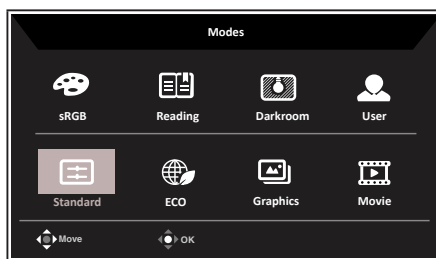 Modes
sRGB Reading Darkroom User
Standard ECO Graphics Movie
Move OK